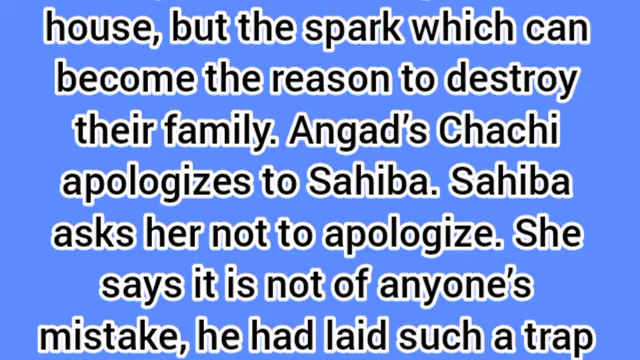 house, but the spark which can
become the reason to destroy
their family. Angad's Chachi
apologizes to Sahiba. Sahiba
asks her not to apologize. She
says it is not of anyone's
mistake, he had laid such a trap